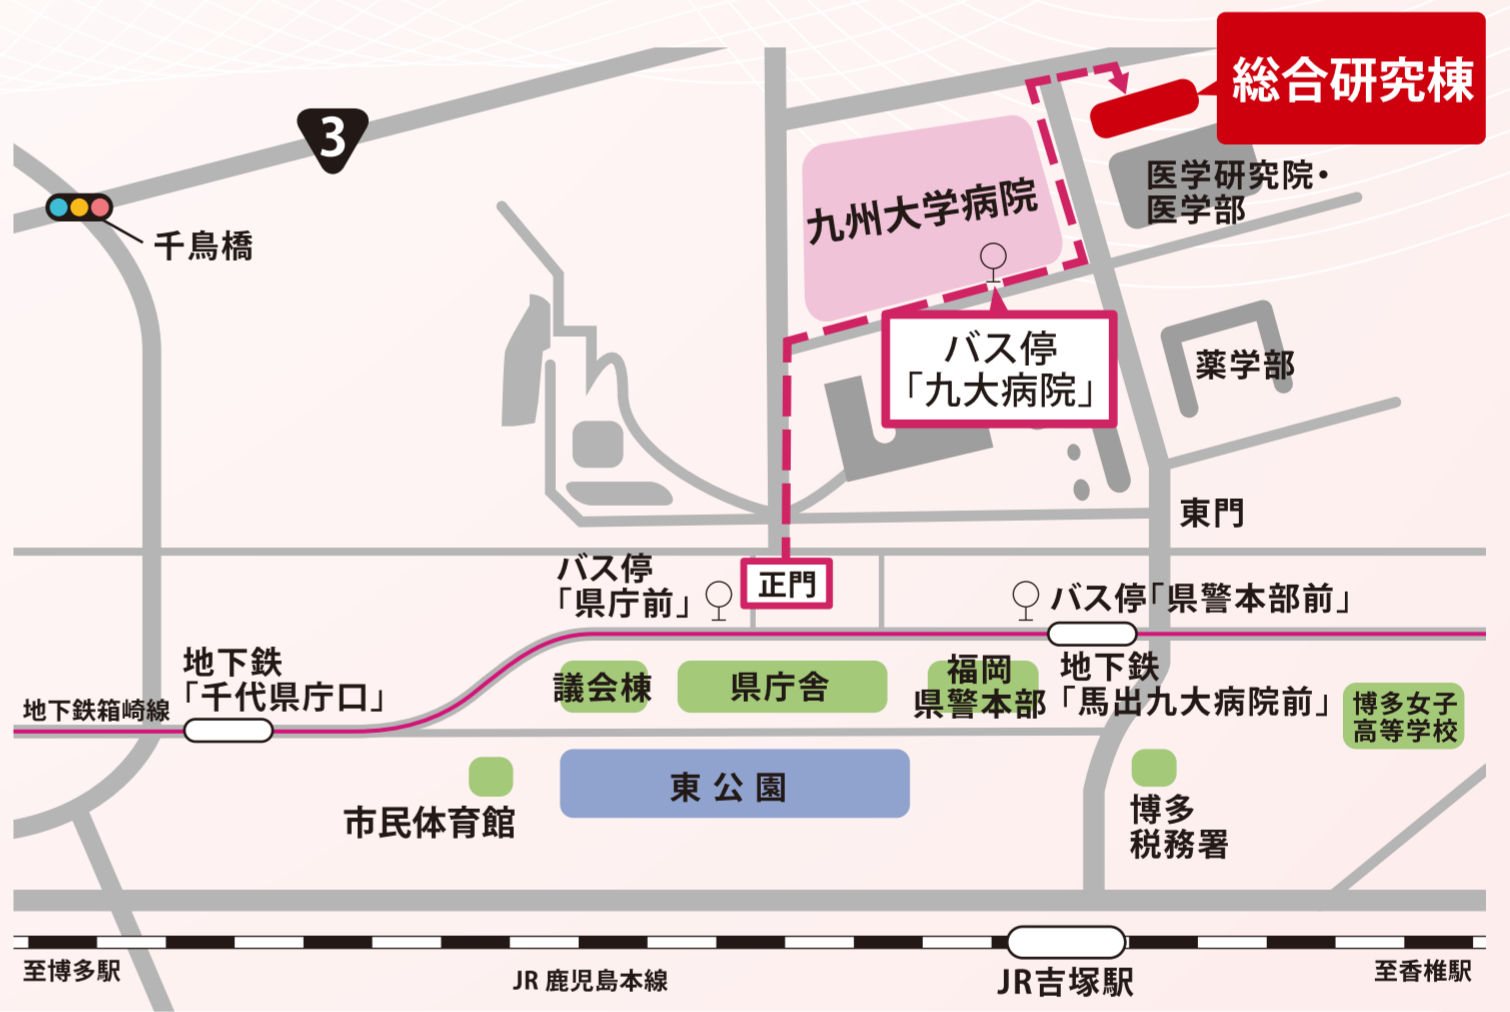 総合研究棟
3
千鳥橋
九州大学病院
医学研究院・
医学部
バス停
「九大病院」
薬学部
東門
正門
バス停
「県庁前」
バス停「県警本部前」
地下鉄
「千代県庁口」
地下鉄箱崎線
議会棟
県庁舎
福岡
県警本部
地下鉄
「馬出九大病院前」
博多女子
高等学校
市民体育館
東公園
博多
税務署
至博多駅
JR 鹿児島本線
JR吉塚駅
至香椎駅